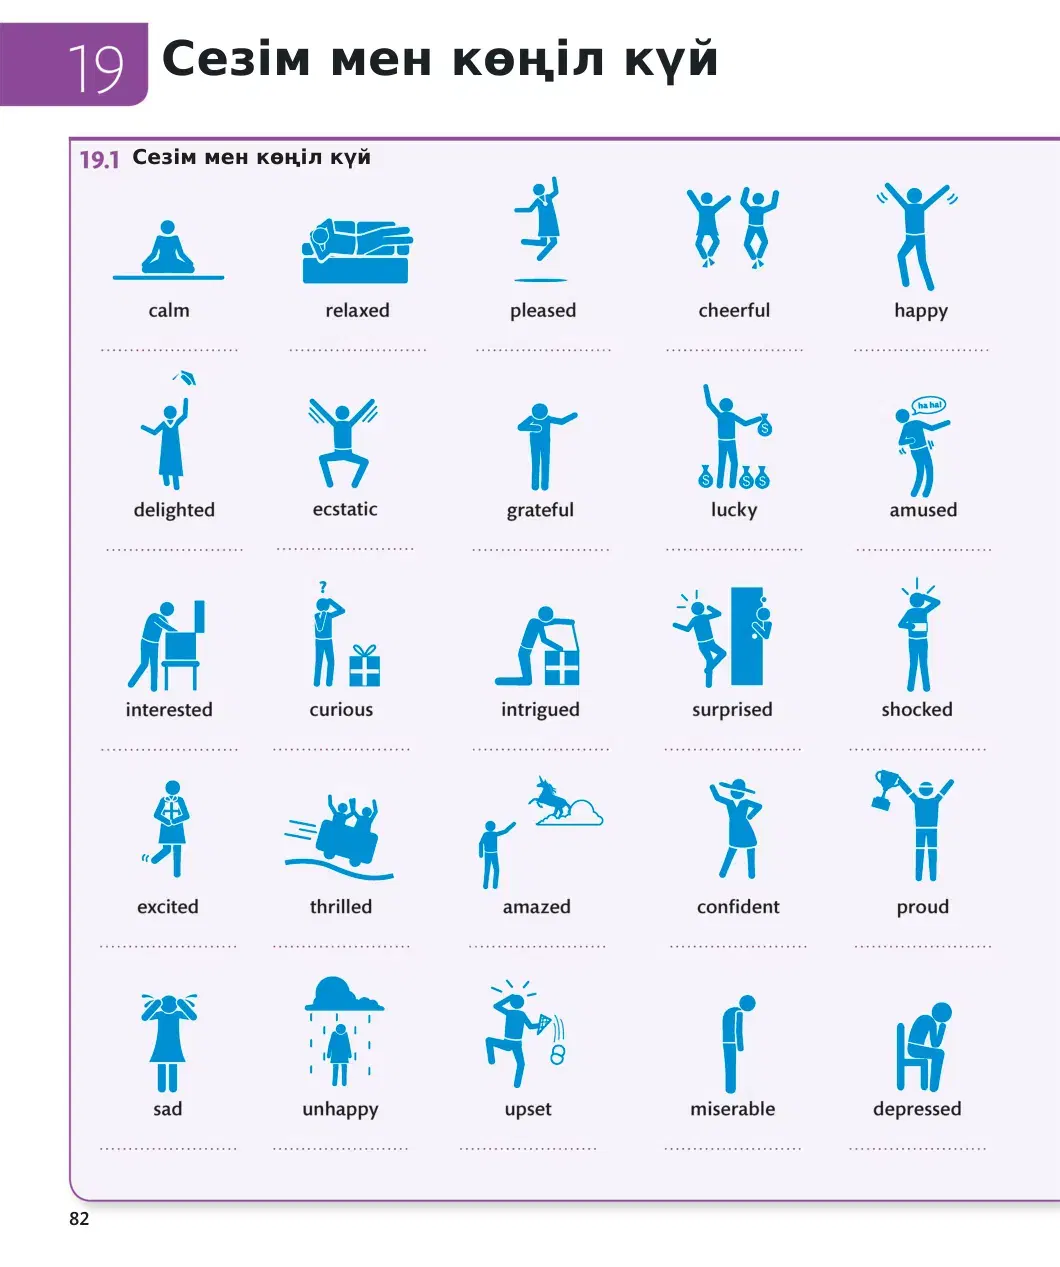 19 Сезім мен көңіл күй
19.1 Сезім мен көңіл күй
calm relaxed pleased cheerful happy
ha ha!
delighted ecstatic grateful lucky amused
?
interested curious intrigued surprised shocked
excited thrilled amazed confident proud
sad unhappy upset miserable depressed
82